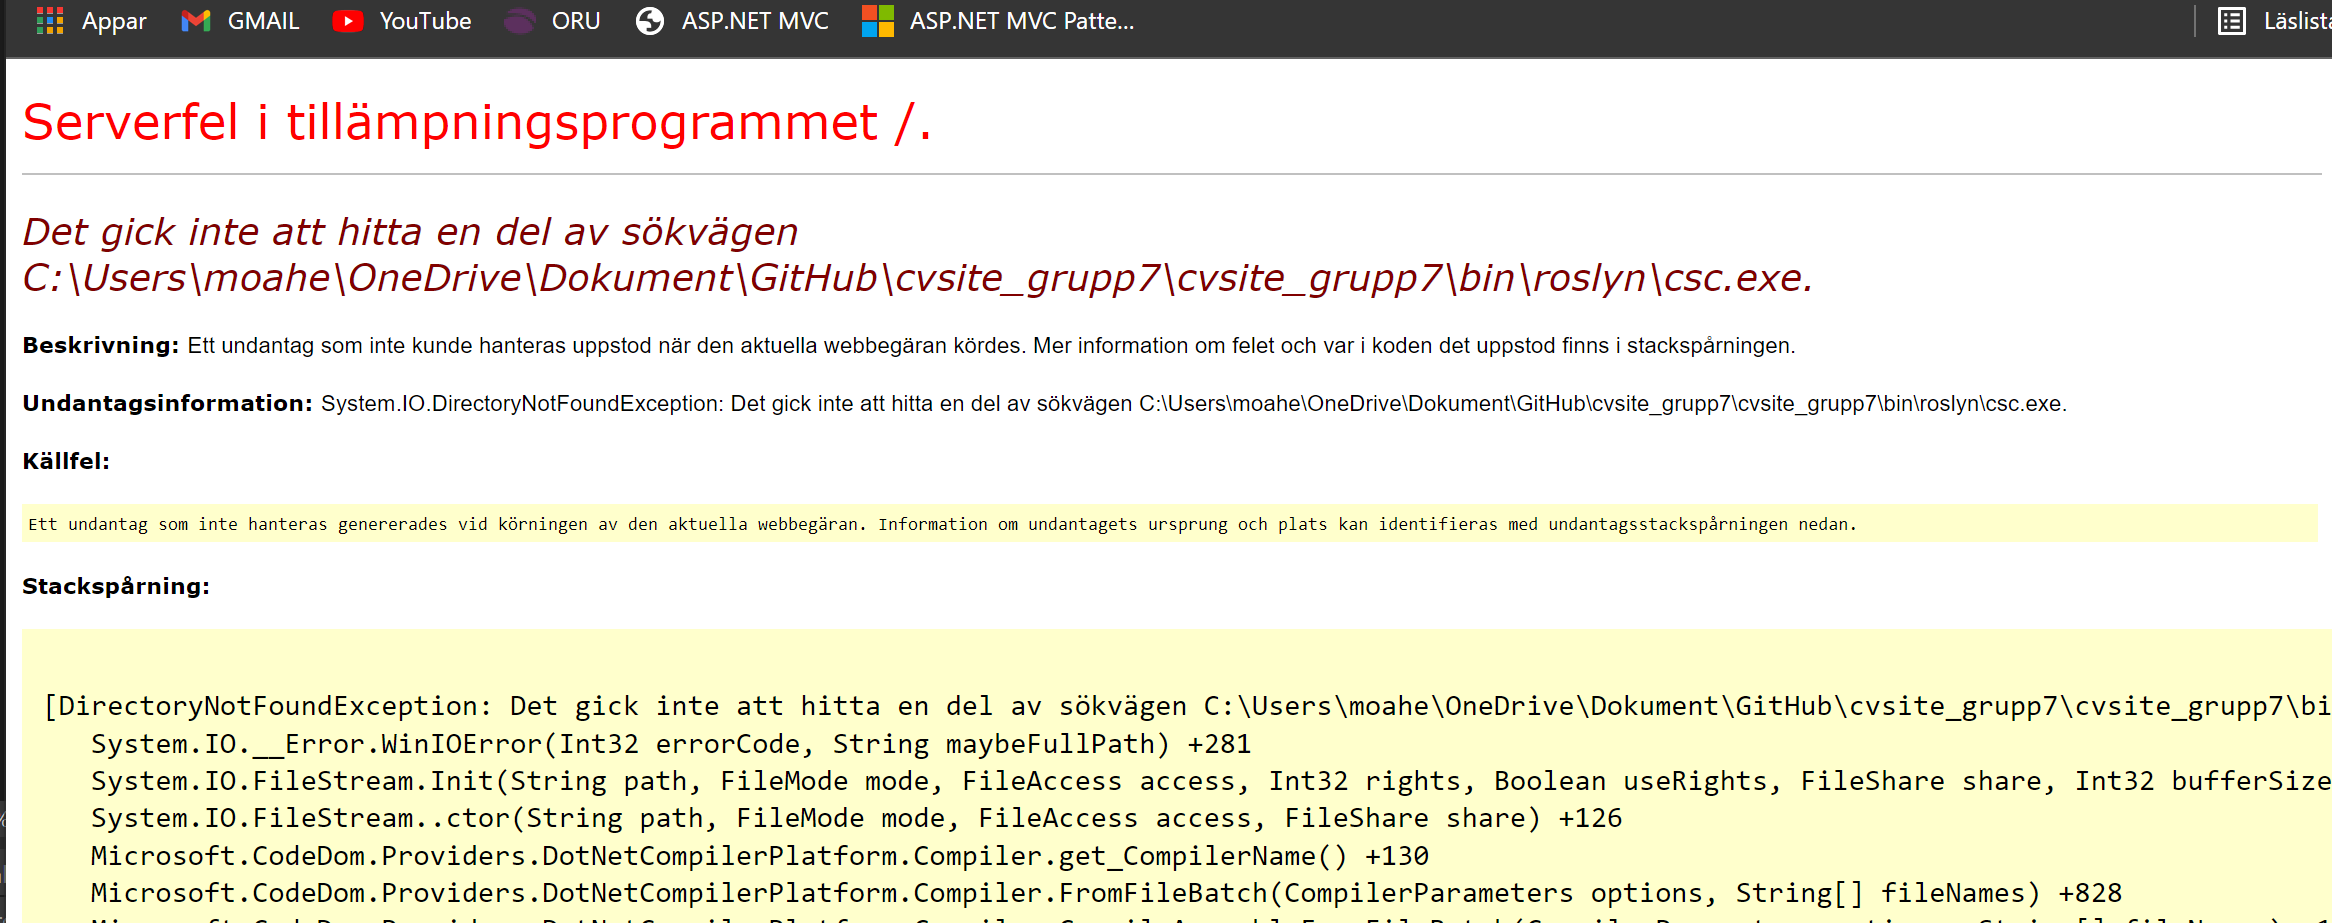 Appar GMAIL YouTube ORU ASP.NET MVC ASP.NET MVC Patte... Läslista
Serverfel i tillämpningsprogrammet /.
Det gick inte att hitta en del av sökvägen
C:\Users\moahe\OneDrive\Dokument\GitHub\cvsite_grupp7\cvsite_grupp7\bin\roslyn\csc.exe.
Beskrivning: Ett undantag som inte kunde hanteras uppstod när den aktuella webbegäran kördes. Mer information om felet och var i koden det uppstod finns i stackspårningen.
Undantagsinformation: System.IO.DirectoryNotFoundException: Det gick inte att hitta en del av sökvägen C:\Users\moahe\OneDrive\Dokument\GitHub\cvsite_grupp7\cvsite_grupp7\bin\roslyn\csc.exe.
Källfel:
Ett undantag som inte hanteras genererades vid körningen av den aktuella webbegäran. Information om undantagets ursprung och plats kan identifieras med undantagsstackspårningen nedan.
Stackspårning:
[DirectoryNotFoundException: Det gick inte att hitta en del av sökvägen C:\Users\moahe\OneDrive\Dokument\GitHub\cvsite_grupp7\cvsite_grupp7\bi
System.IO.__Error.WinIOError(Int32 errorCode, String maybeFullPath) +281
System.IO.FileStream.Init(String path, FileMode mode, FileAccess access, Int32 rights, Boolean useRights, FileShare share, Int32 bufferSize
System.IO.FileStream..ctor(String path, FileMode mode, FileAccess access, FileShare share) +126
Microsoft.CodeDom.Providers.DotNetCompilerPlatform.Compiler.get_CompilerName() +130
Microsoft.CodeDom.Providers.DotNetCompilerPlatform.Compiler.FromFileBatch(CompilerParameters options, String[] fileNames) +828